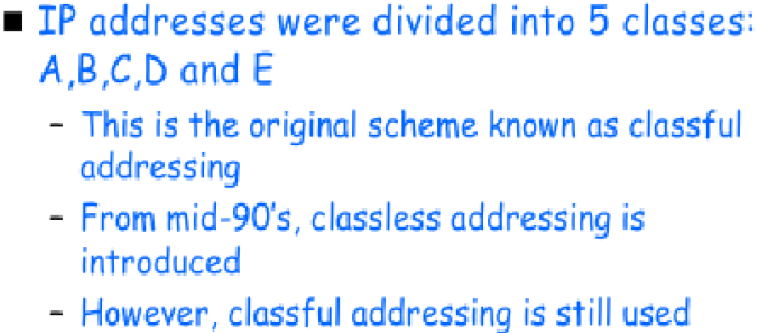 ■ IP addresses were divided into 5 classes:
A,B,C,D and E
- This is the original scheme known as classful
addressing
- From mid-90's, classless addressing is
introduced
- However, classful addressing is still used